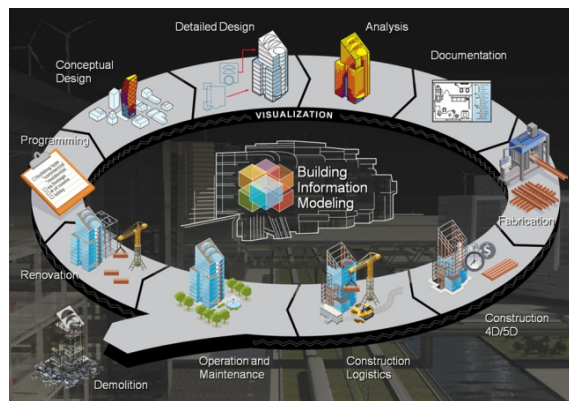 Detailed Design
Analysis
Conceptual
Design
Documentation
VISUALIZATION
Programming
Building
Information
Modeling
Fabrication
Renovation
Construction
4D/5D
Operation and
Maintenance
Construction
Logistics
Demolition